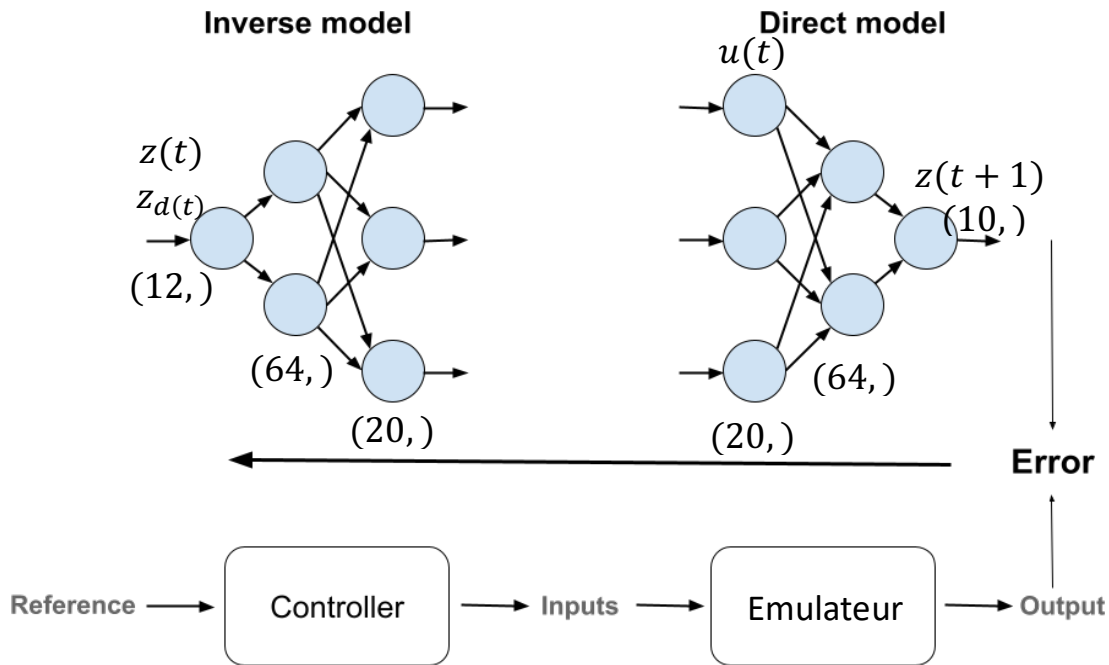 Inverse model
Direct model
u(t)
z(t)
z_{d(t)}
z(t + 1)
(10, )
(12, )
(64, )
(64, )
(20, )
(20, )
Error
Reference
Controller
Inputs
Emulateur
Output